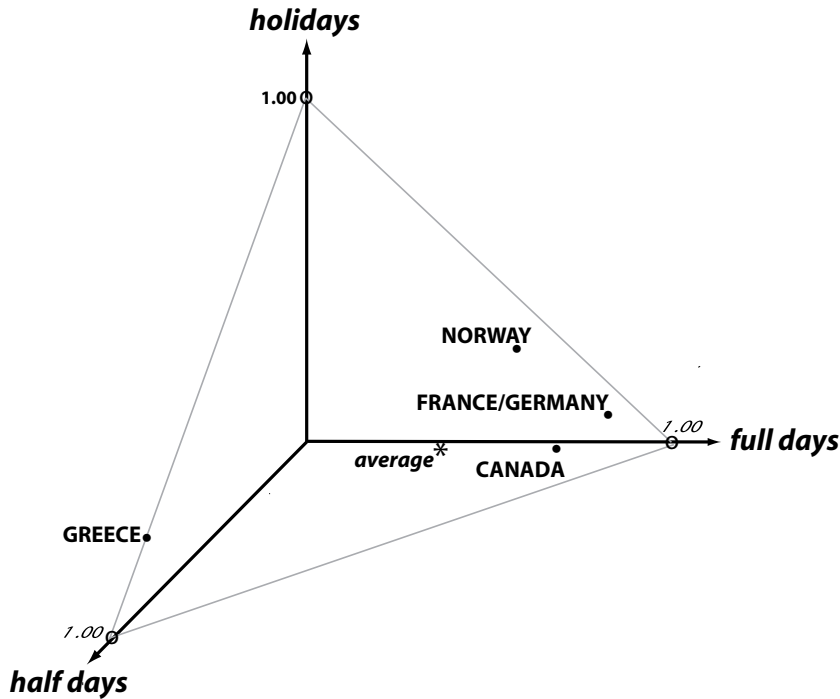 holidays
1.00
NORWAY
FRANCE/GERMANY
1.00
full days
average*
CANADA
GREECE
1.00
half days